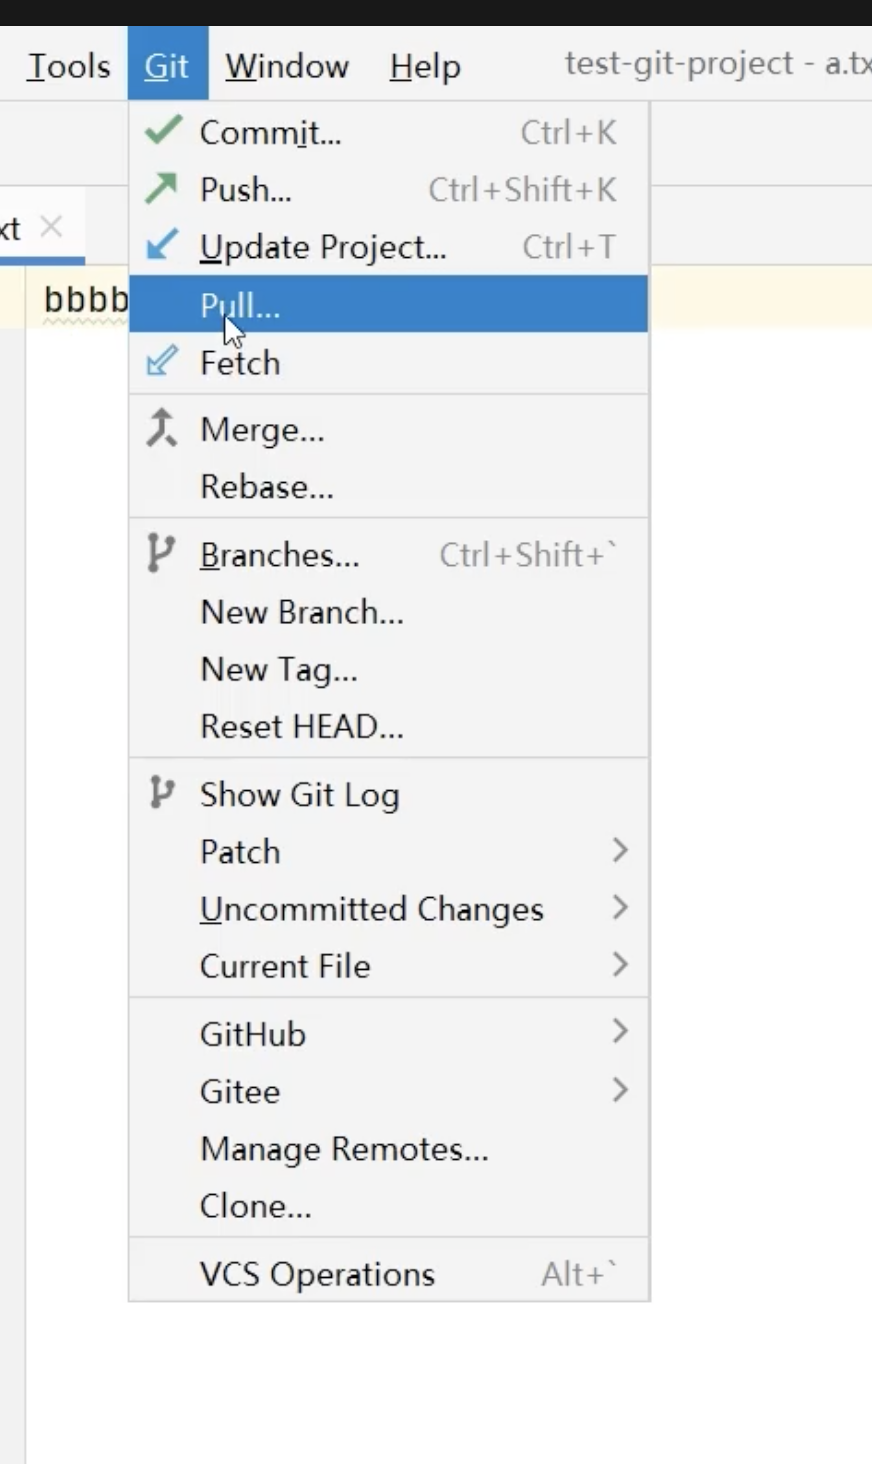 Tools Git Window Help test-git-project - a.tx
Commit... Ctrl+K
Push... Ctrl+Shift+K
xt
Update Project... Ctrl+T
bbbb
Pull...
Fetch
Merge...
Rebase...
Branches... Ctrl+Shift+`
New Branch...
New Tag...
Reset HEAD...
Show Git Log
Patch
Uncommitted Changes
Current File
GitHub
Gitee
Manage Remotes...
Clone...
VCS Operations Alt+`